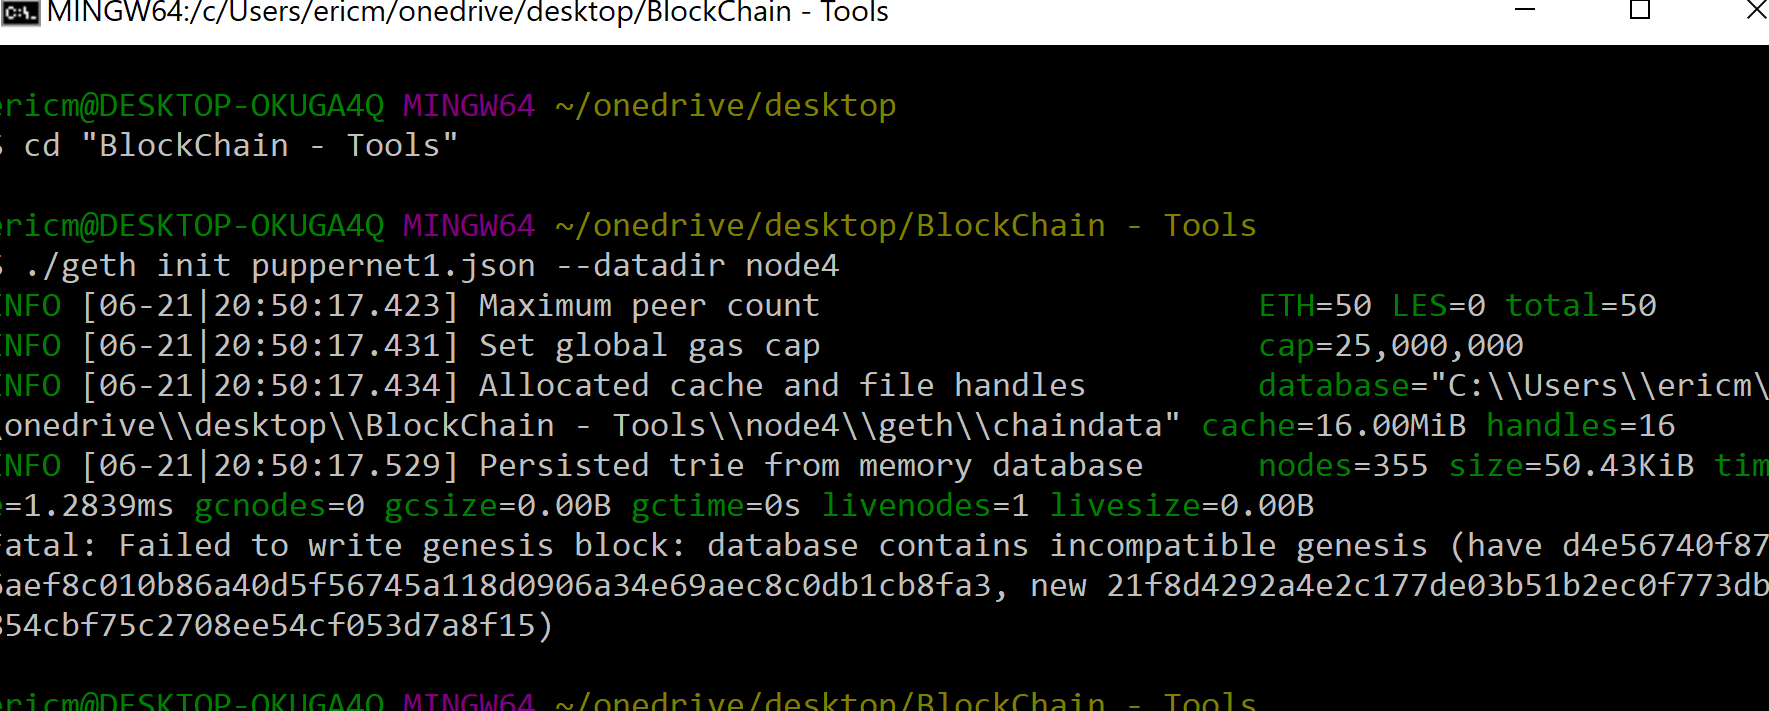 MINGW64:/c/Users/ericm/onedrive/desktop/BlockChain - Tools
ericm@DESKTOP-OKUGA4Q MINGW64 ~/onedrive/desktop
$ cd "BlockChain - Tools"
ericm@DESKTOP-OKUGA4Q MINGW64 ~/onedrive/desktop/BlockChain - Tools
$ ./geth init puppernet1.json --datadir node4
INFO [06-21|20:50:17.423] Maximum peer count ETH=50 LES=0 total=50
INFO [06-21|20:50:17.431] Set global gas cap cap=25,000,000
INFO [06-21|20:50:17.434] Allocated cache and file handles database="C:\\Users\\ericm\
\onedrive\\desktop\\BlockChain - Tools\\node4\\geth\\chaindata" cache=16.00MiB handles=16
INFO [06-21|20:50:17.529] Persisted trie from memory database nodes=355 size=50.43KiB tim
e=1.2839ms gcnodes=0 gcsize=0.00B gctime=0s livenodes=1 livesize=0.00B
Fatal: Failed to write genesis block: database contains incompatible genesis (have d4e56740f87
6aef8c010b86a40d5f56745a118d0906a34e69aec8c0db1cb8fa3, new 21f8d4292a4e2c177de03b51b2ec0f773db
354cbf75c2708ee54cf053d7a8f15)
ericm@DESKTOP-OKUGA4Q MINGW64 ~/onedrive/desktop/BlockChain - Tools